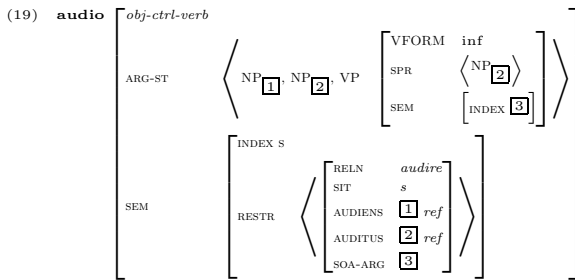 (19) audio obj-ctrl-verb
VFORM inf
ARG-ST NP 1, NP 2, VP SPR NP 2
SEM INDEX 3
INDEX S
RELN audire
SIT s
SEM RESTR AUDIENS 1 ref
AUDITUS 2 ref
SOA-ARG 3